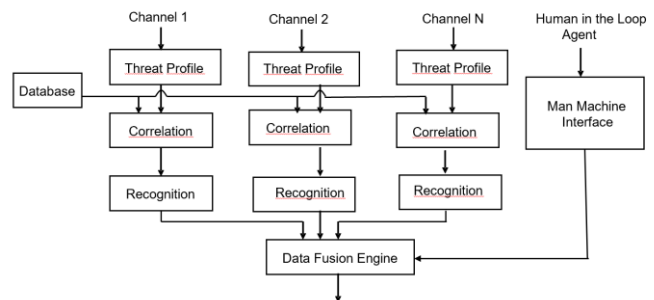 Channel 1
Channel 2
Channel N
Human in the Loop
Agent
Threat Profile
Threat Profile
Threat Profile
Database
Man Machine
Interface
Correlation
Correlation
Correlation
Recognition
Recognition
Recognition
Data Fusion Engine